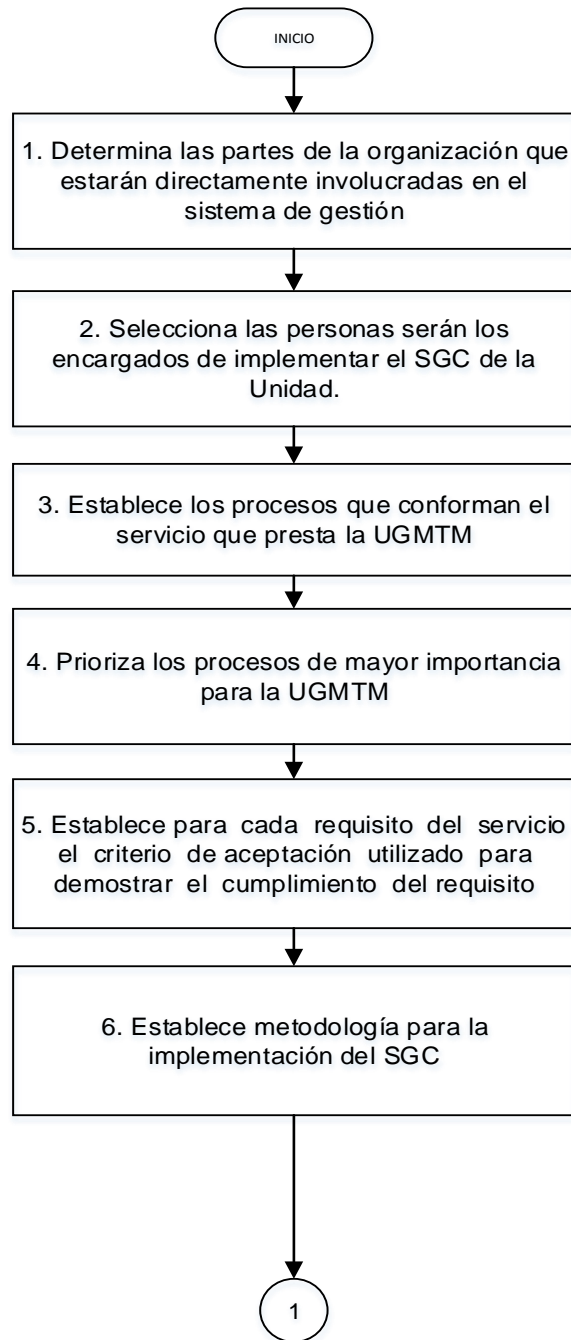 INICIO
1. Determina las partes de la organización que
estarán directamente involucradas en el
sistema de gestión
2. Selecciona las personas serán los
encargados de implementar el SGC de la
Unidad.
3. Establece los procesos que conforman el
servicio que presta la UGMTM
4. Prioriza los procesos de mayor importancia
para la UGMTM
5. Establece para cada requisito del servicio
el criterio de aceptación utilizado para
demostrar el cumplimiento del requisito
6. Establece metodología para la
implementación del SGC
1